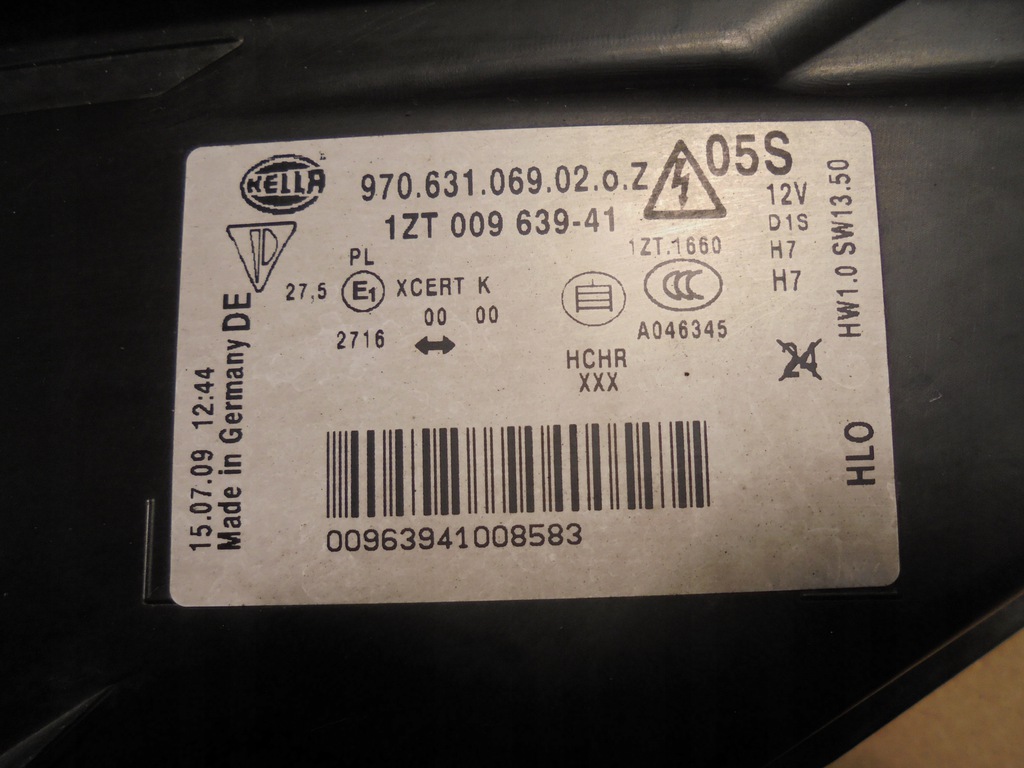 HELLA
970.631.069.02.o.Z
05S
1ZT 009 639-41
12V
D1S
H7
H7
1ZT.1660
PL
27,5 E1 XCERT K
00 00
2716
CCC
A046345
HCHR
XXX
24
HW1.0 SW13.50
HLO
15.07.09 12:44
Made in Germany DE
00963941008583